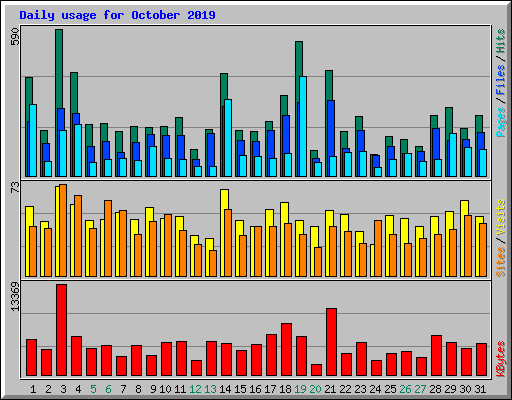 Daily usage for October 2019
590
Pages / Files / Hits
73
Sites / Visits
13369
KBytes
1 2 3 4 5 6 7 8 9 10 11 12 13 14 15 16 17 18 19 20 21 22 23 24 25 26 27 28 29 30 31